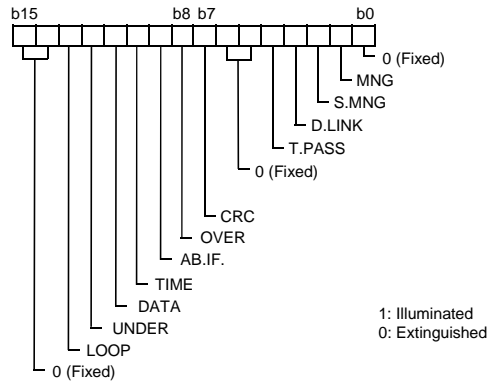 b15 b8 b7 b0
0 (Fixed)
MNG
S.MNG
D.LINK
T.PASS
0 (Fixed)
CRC
OVER
AB.IF.
TIME
DATA
UNDER
LOOP
0 (Fixed)
1: Illuminated
0: Extinguished